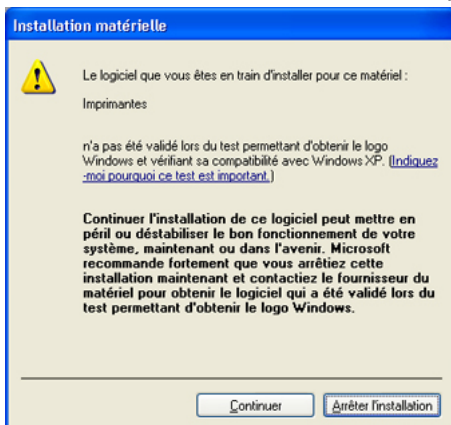 Installation matérielle
Le logiciel que vous êtes en train d'installer pour ce matériel :
Imprimantes
n'a pas été validé lors du test permettant d'obtenir le logo
Windows et vérifiant sa compatibilité avec Windows XP. (Indiquez
-moi pourquoi ce test est important.)
Continuer l'installation de ce logiciel peut mettre en
péril ou déstabiliser le bon fonctionnement de votre
système, maintenant ou dans l'avenir. Microsoft
recommande fortement que vous arrêtiez cette
installation maintenant et contactiez le fournisseur du
matériel pour obtenir le logiciel qui a été validé lors du
test permettant d'obtenir le logo Windows.
Continuer
Arrêter l'installation